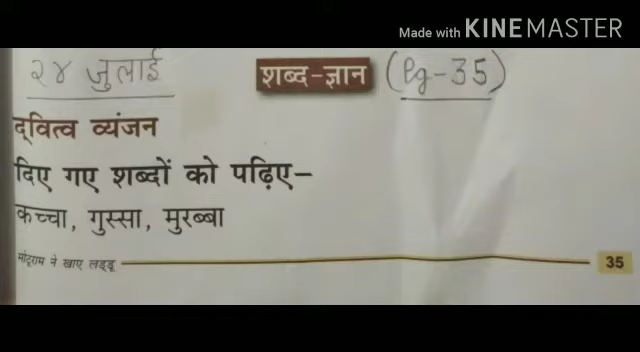 Made with KINEMASTER
२४ जुलाई
शब्द-ज्ञान (Pg-35)
द्वित्व व्यंजन
दिए गए शब्दों को पढ़िए-
कच्चा, गुस्सा, मुरब्बा
मोटूराम ने खाए लड्डू 35